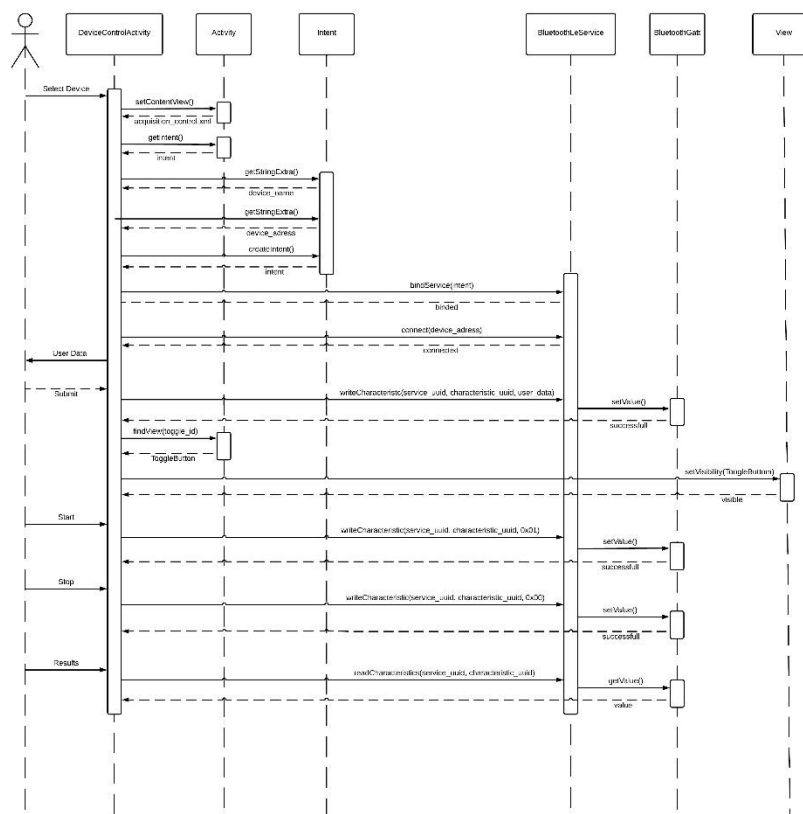 DeviceControlActivity
Activity
Intent
BluetoothLeService
BluetoothGatt
View
Select Device
setContentView()
acquisition_control.xml
getIntent()
intent
getStringExtra()
device_name
getStringExtra()
device_adress
createIntent()
intent
bindService(intent)
binded
connect(device_adress)
connected
User Data
Submit
writeCharacteristc(service_uuid, characteristic_uuid, user_data)
setValue()
successfull
findView(toggle_id)
ToggleButton
setVisibility(ToogleButton)
visible
Start
writeCharacteristic(service_uuid. characteristic_uuid, 0x01)
setValue()
successfull
Stop
writeCharacteristic(service_uuid. characteristic_uuid, 0x00)
setValue()
successfull
Results
readCharacteristics(service_uuid, characteristic_uuid)
getValue()
value